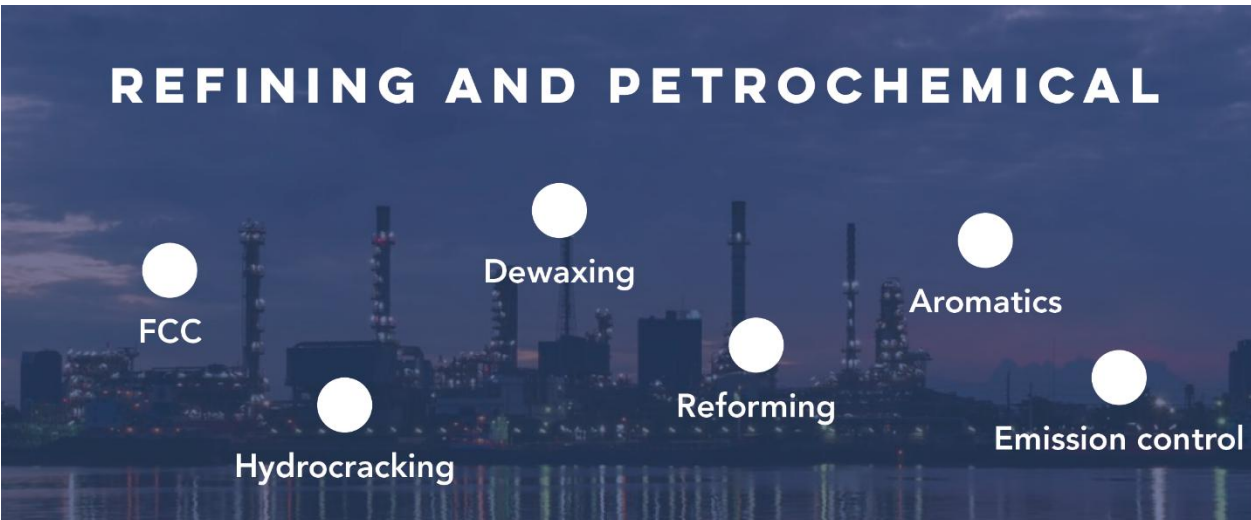 REFINING AND PETROCHEMICAL
Dewaxing
Aromatics
FCC
Reforming
Emission control
Hydrocracking